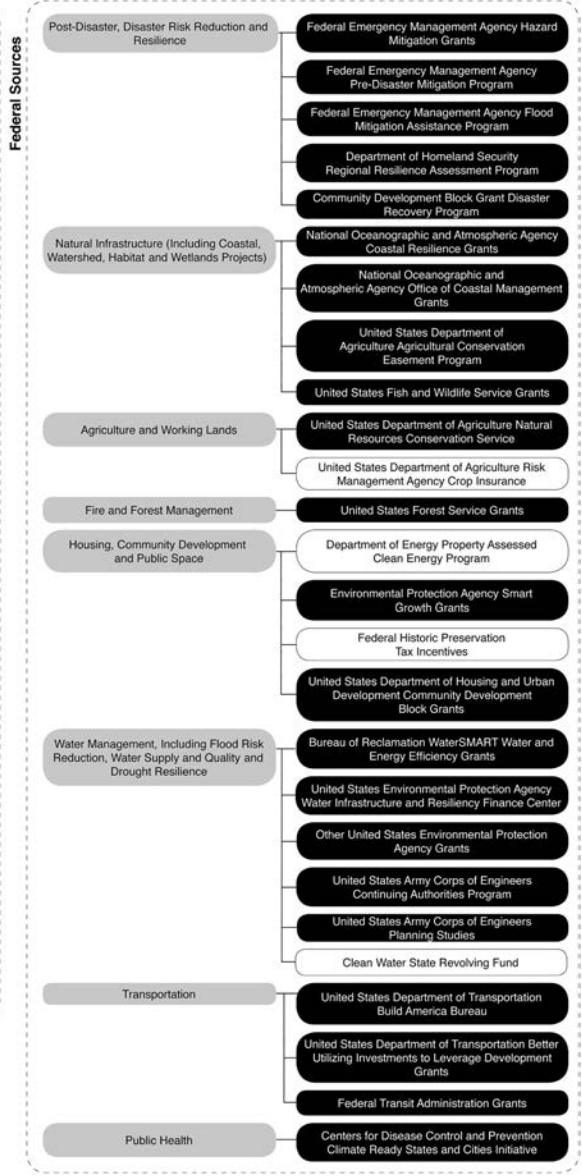 Federal Sources
Post-Disaster, Disaster Risk Reduction and
Resilience
Federal Emergency Management Agency Hazard
Mitigation Grants
Federal Emergency Management Agency
Pre-Disaster Mitigation Program
Federal Emergency Management Agency Flood
Mitigation Assistance Program
Department of Homeland Security
Regional Resilience Assessment Program
Community Development Block Grant Disaster
Recovery Program
Natural Infrastructure (Including Coastal,
Watershed, Habitat and Wetlands Projects)
National Oceanographic and Atmospheric Agency
Coastal Resilience Grants
National Oceanographic and
Atmospheric Agency Office of Coastal Management
Grants
United States Department of
Agriculture Agricultural Conservation
Easement Program
United States Fish and Wildlife Service Grants
Agriculture and Working Lands
United States Department of Agriculture Natural
Resources Conservation Service
United States Department of Agriculture Risk
Management Agency Crop Insurance
Fire and Forest Management
United States Forest Service Grants
Housing, Community Development
and Public Space
Department of Energy Property Assessed
Clean Energy Program
Environmental Protection Agency Smart
Growth Grants
Federal Historic Preservation
Tax Incentives
United States Department of Housing and Urban
Development Community Development
Block Grants
Water Management, Including Flood Risk
Reduction, Water Supply and Quality and
Drought Resilience
Bureau of Reclamation WaterSMART Water and
Energy Efficiency Grants
United States Environmental Protection Agency
Water Infrastructure and Resiliency Finance Center
Other United States Environmental Protection
Agency Grants
United States Army Corps of Engineers
Continuing Authorities Program
United States Army Corps of Engineers
Planning Studies
Clean Water State Revolving Fund
Transportation
United States Department of Transportation
Build America Bureau
United States Department of Transportation Better
Utilizing Investments to Leverage Development
Grants
Federal Transit Administration Grants
Public Health
Centers for Disease Control and Prevention
Climate Ready States and Cities Initiative